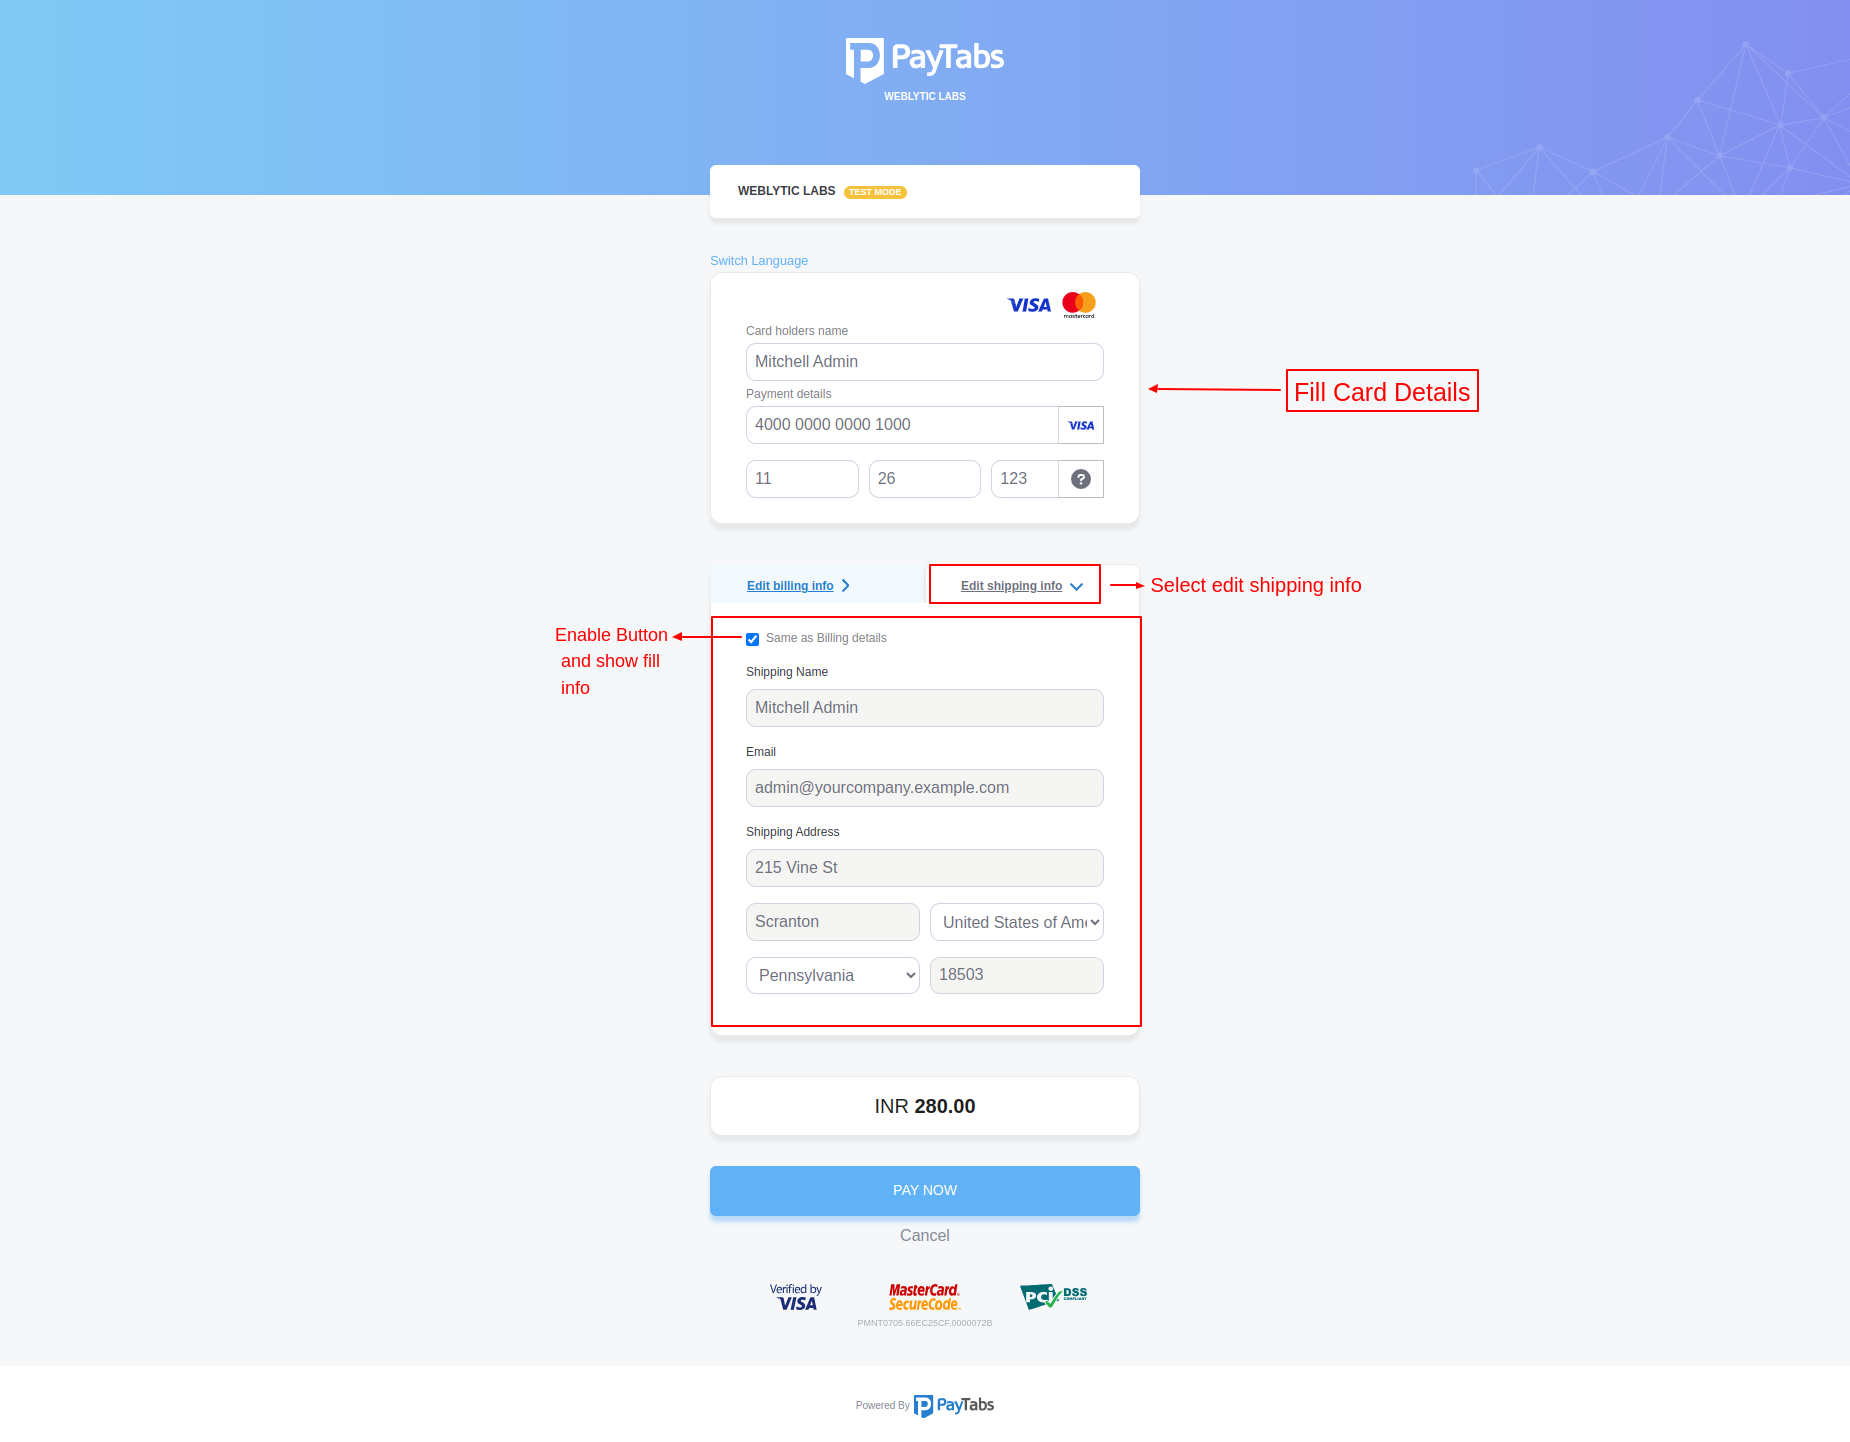 PayTabs
WEBLYTIC LABS
WEBLYTIC LABS TEST MODE
Switch Language
VISA mastercard
Card holders name
Mitchell Admin
Payment details
4000 0000 0000 1000 VISA
11 26 123 ?
Fill Card Details
Edit billing info Edit shipping info
Select edit shipping info
Enable Button
and show fill
info
Same as Billing details
Shipping Name
Mitchell Admin
Email
admin@yourcompany.example.com
Shipping Address
215 Vine St
Scranton United States of Ame
Pennsylvania 18503
INR 280.00
PAY NOW
Cancel
Verified by
VISA
MasterCard.
SecureCode.
PCi DSS
COMPLIANT
PMNT0705.66EC25CF.0000072B
Powered By PayTabs